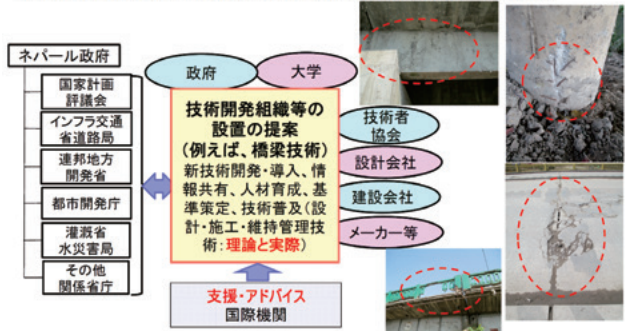 ネパール政府
国家計画
評議会
インフラ交通
省道路局
連邦地方
開発省
都市開発庁
灌漑省
水災害局
その他
関係省庁
政府
大学
技術開発組織等の
設置の提案
(例えば、橋梁技術)
新技術開発・導入、情
報共有、人材育成、基
準策定、技術普及(設
計・施工・維持管理技
術:理論と実際)
技術者
協会
設計会社
建設会社
メーカー等
支援・アドバイス
国際機関